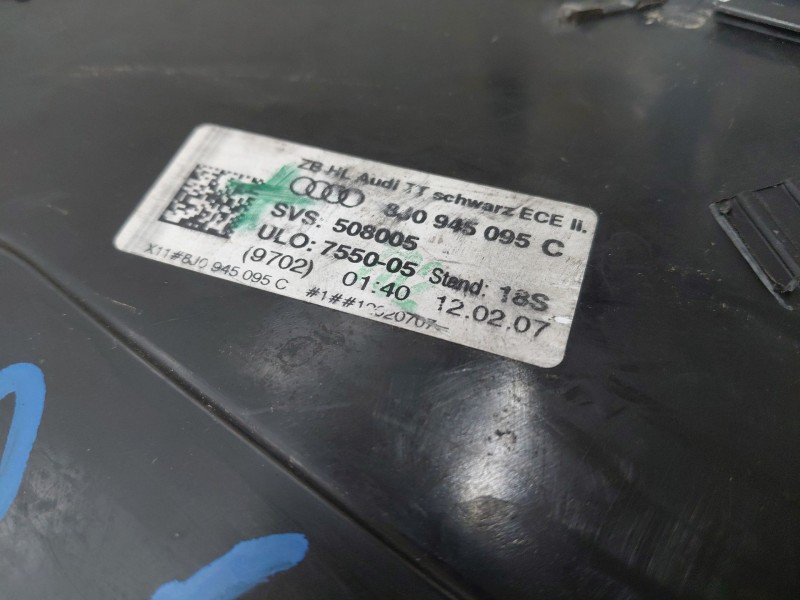 ZB HL Audi TT schwarz ECE li.
8J0 945 095 C
SVS: 508005
ULO: 7550-05 Stand: 18S
(9702) 01:40 12.02.07
X11#8J0 945 095 C